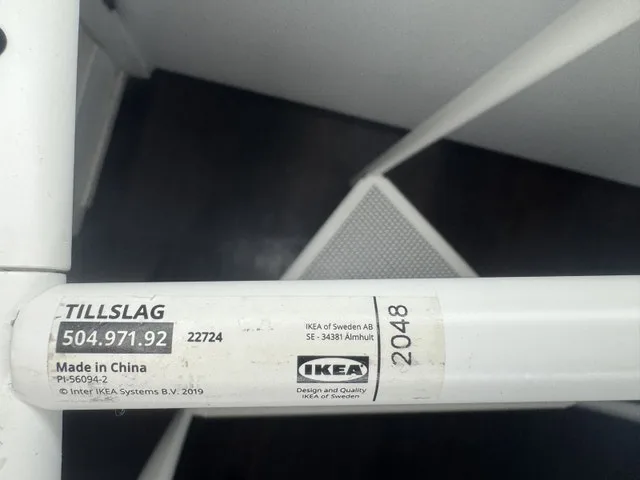 TILLSLAG
504.971.92 22724
Made in China
PI-56094-2
© Inter IKEA Systems B.V. 2019
IKEA of Sweden AB
SE - 34381 Älmhult
IKEA
Design and Quality
IKEA of Sweden
2048